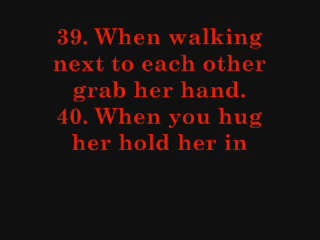 39. When walking
next to each other
grab her hand.
40. When you hug
her hold her in